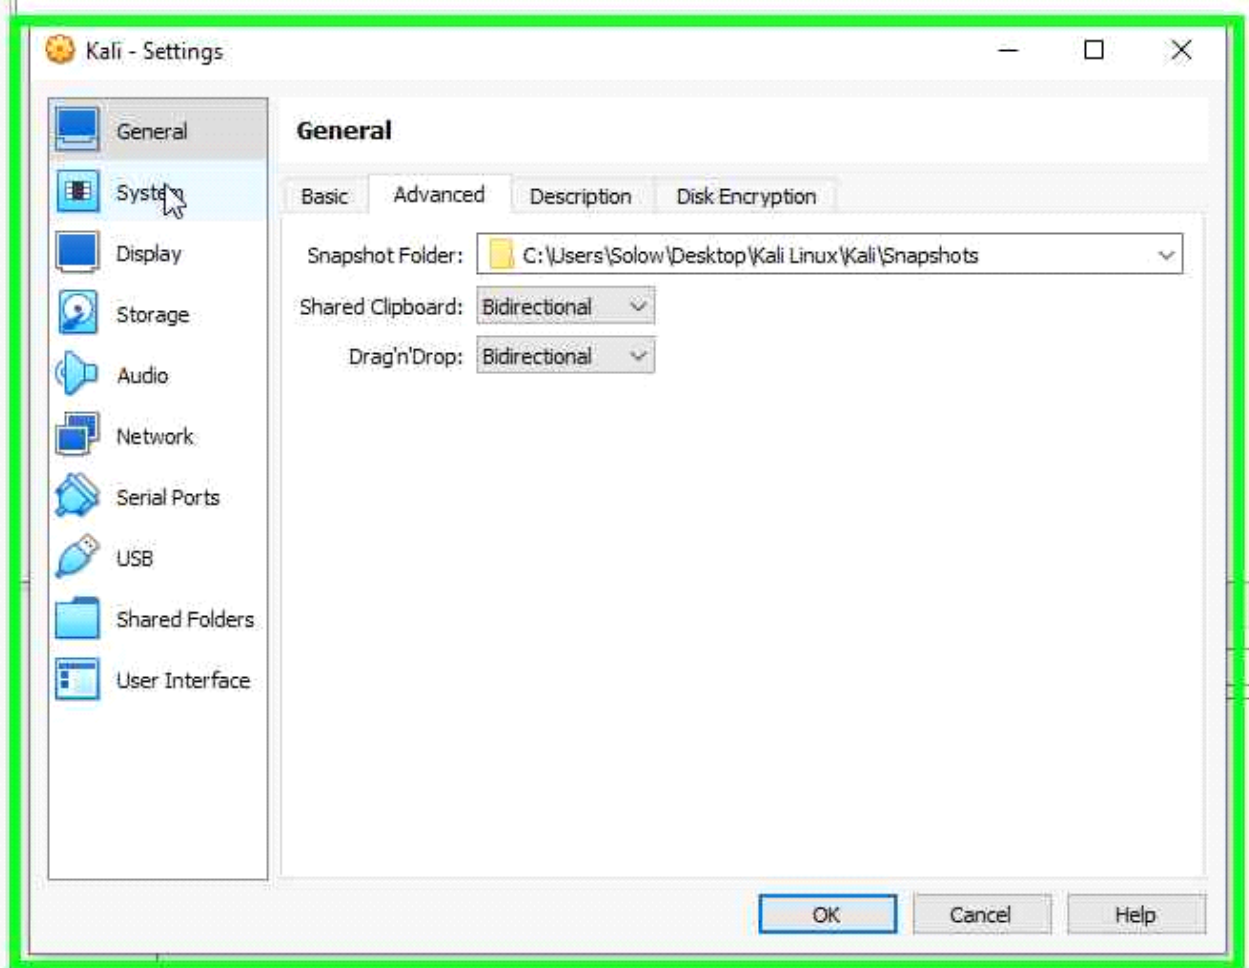 Kali - Settings
General
System
Display
Storage
Audio
Network
Serial Ports
USB
Shared Folders
User Interface
General
Basic Advanced Description Disk Encryption
Snapshot Folder: C:\Users\Solow\Desktop\Kali Linux\Kali\Snapshots
Shared Clipboard: Bidirectional
Drag'n'Drop: Bidirectional
OK Cancel Help